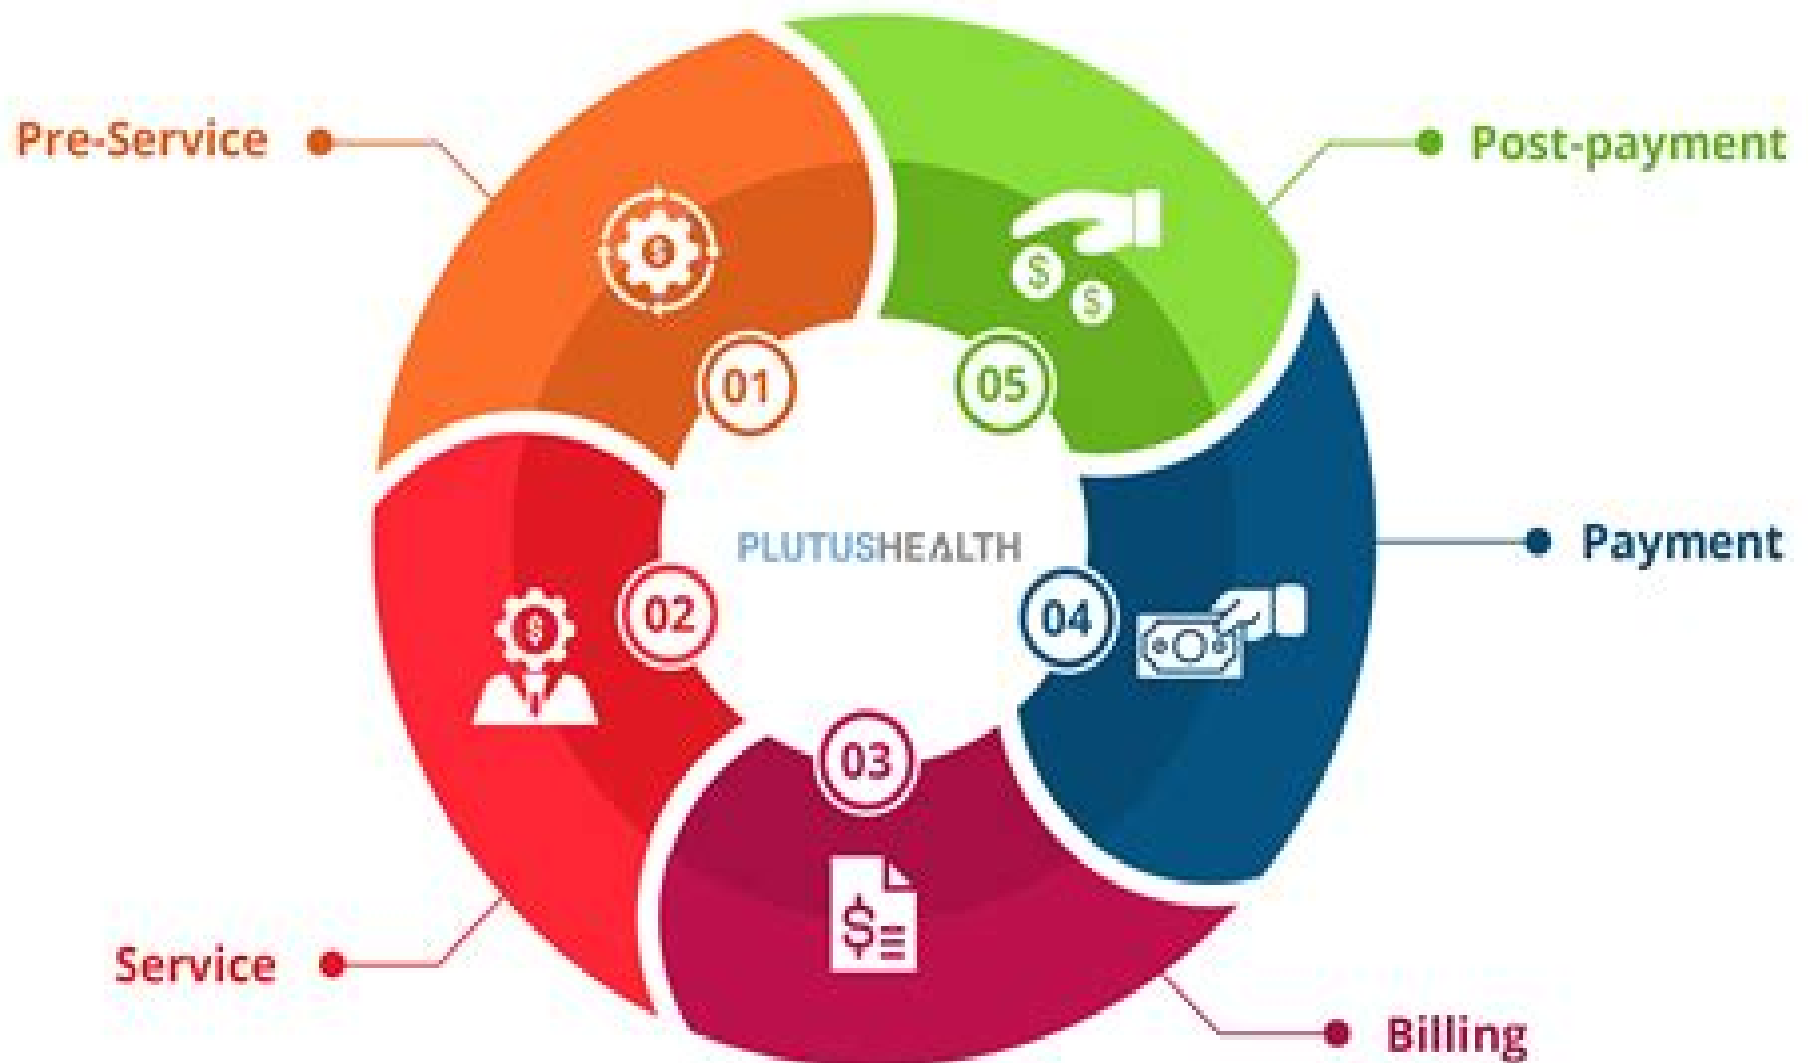 Pre-Service
01
Service
02
Billing
03
Payment
04
Post-payment
05
PLUTUSHEALTH
$
$
$
$
$